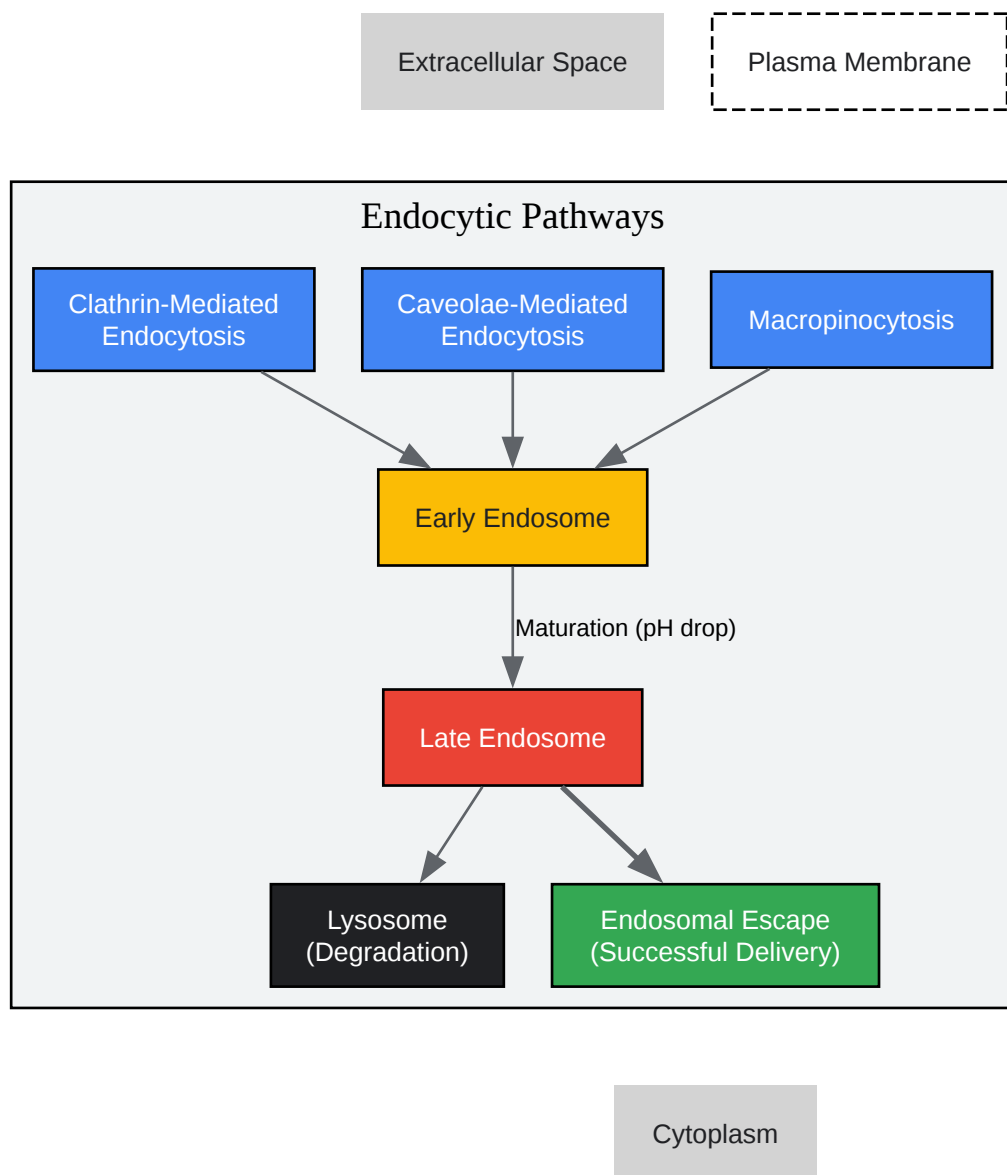 Extracellular Space
Plasma Membrane
Endocytic Pathways
Clathrin-Mediated
Endocytosis
Caveolae-Mediated
Endocytosis
Macropinocytosis
Early Endosome
Maturation (pH drop)
Late Endosome
Lysosome
(Degradation)
Endosomal Escape
(Successful Delivery)
Cytoplasm